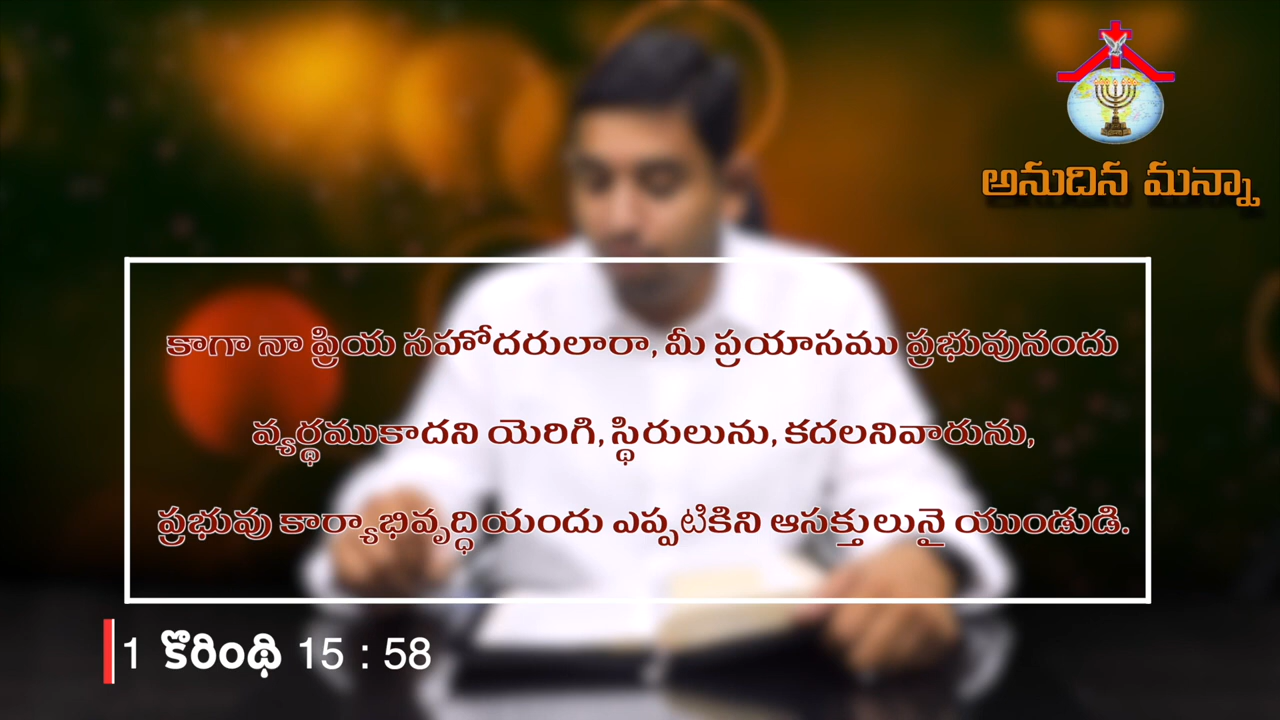 అనుదిన మన్నా
కాగా నా ప్రియ సహోదరులారా, మీ ప్రయాసము ప్రభువునందు
వ్యర్థముకాదని యెరిగి, స్థిరులును, కదలనివారును,
ప్రభువు కార్యాభివృద్ధియందు ఎప్పటికిని ఆసక్తులునై యుండుడి.
1 కొరింథి 15 : 58